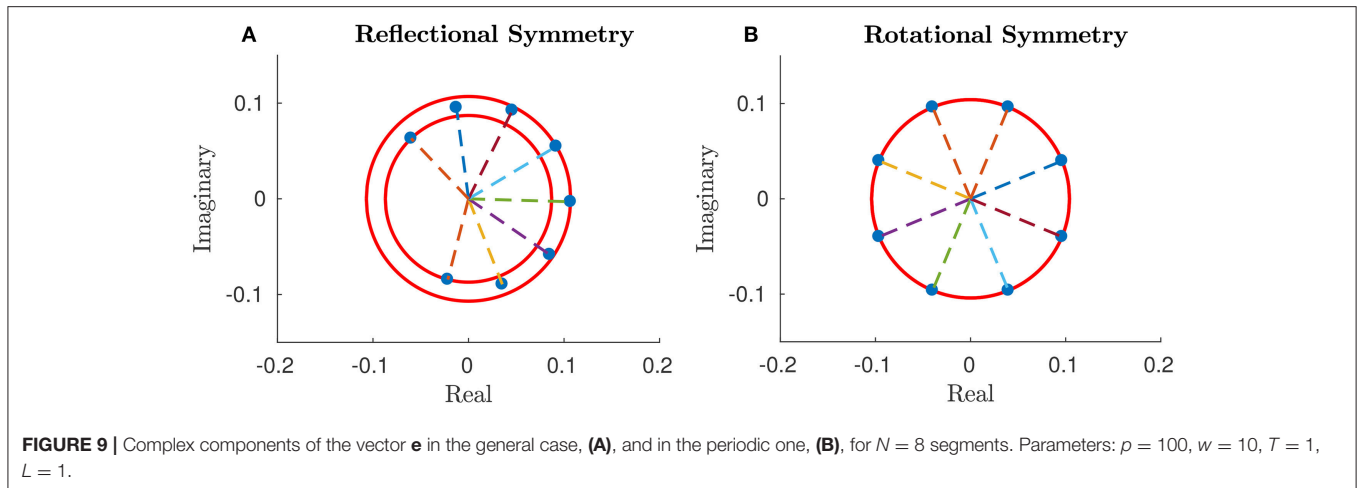 A
Reflectional Symmetry
0.1
0
-0.1
Imaginary
-0.2
-0.1
0
0.1
0.2
Real
B
Rotational Symmetry
0.1
0
-0.1
Imaginary
-0.2
-0.1
0
0.1
0.2
Real
FIGURE 9 | Complex components of the vector e in the general case, (A), and in the periodic one, (B), for N = 8 segments. Parameters: p = 100, w = 10, T = 1,
L = 1.